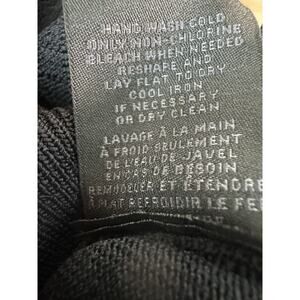 HAND WASH COLD
ONLY NON-CHLORINE
BLEACH WHEN NEEDED
RESHAPE AND
LAY FLAT TO DRY
COOL IRON
IF NECESSARY
OR DRY CLEAN
LAVAGE À LA MAIN
À FROID SEULEMENT
DE L'EAU DE JAVEL
EN CAS DE BESOIN
REMODELER ET ÉTENDRE
À PLAT REFROIDIR LE FE